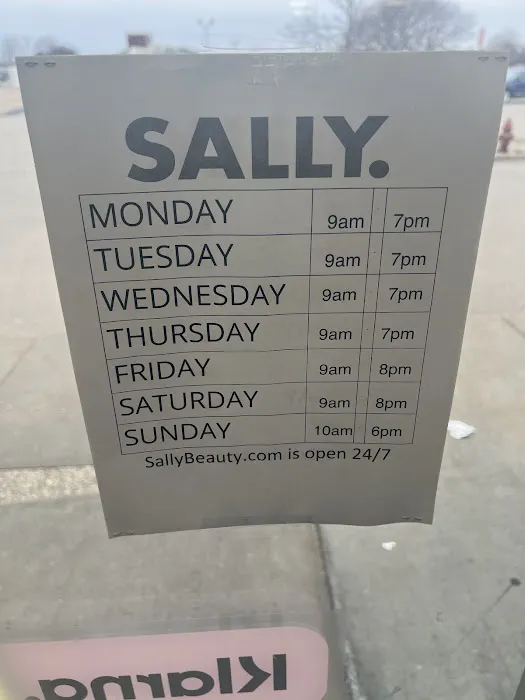 SALLY.
MONDAY 9am 7pm
TUESDAY 9am 7pm
WEDNESDAY 9am 7pm
THURSDAY 9am 7pm
FRIDAY 9am 8pm
SATURDAY 9am 8pm
SUNDAY 10am 6pm
SallyBeauty.com is open 24/7
Klarna.